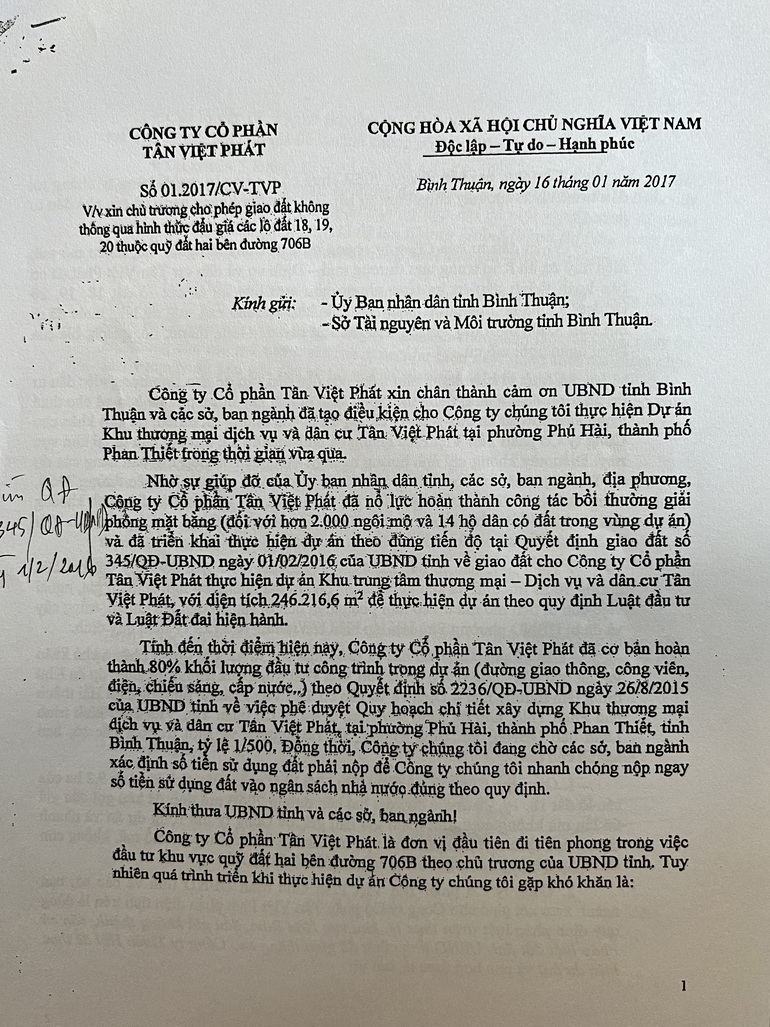 CÔNG TY CỔ PHẦN
TÂN VIỆT PHÁT
CỘNG HÒA XÃ HỘI CHỦ NGHĨA VIỆT NAM
Độc lập – Tự do – Hạnh phúc
Số 01.2017/CV-TVP
V/v xin chủ trương cho phép giao đất không
thông qua hình thức đấu giá các lô đất 18, 19,
20 thuộc quỹ đất hai bên đường 706B
Bình Thuận, ngày 16 tháng 01 năm 2017
Kính gửi: - Ủy Ban nhân dân tỉnh Bình Thuận;
- Sở Tài nguyên và Môi trường tỉnh Bình Thuận.
Công ty Cổ phần Tân Việt Phát xin chân thành cảm ơn UBND tỉnh Bình
Thuận và các sở, ban ngành đã tạo điều kiện cho Công ty chúng tôi thực hiện Dự án
Khu thương mại dịch vụ và dân cư Tân Việt Phát tại phường Phú Hài, thành phố
Phan Thiết trong thời gian vừa qua.
Nhờ sự giúp đỡ của Ủy ban nhân dân tỉnh, các sở, ban ngành, địa phương,
Công ty Cổ phần Tân Việt Phát đã nỗ lực hoàn thành công tác bồi thường giải
phóng mặt bằng (đối với hơn 2.000 ngôi mộ và 14 hộ dân có đất trong vùng dự án)
và đã triển khai thực hiện dự án theo đúng tiến độ tại Quyết định giao đất số
345/QĐ-UBND ngày 01/02/2016 của UBND tỉnh về giao đất cho Công ty Cổ phần
Tân Việt Phát thực hiện dự án Khu trung tâm thương mại – Dịch vụ và dân cư Tân
Việt Phát, với diện tích 246.216,6 m² để thực hiện dự án theo quy định Luật đầu tư
và Luật Đất đai hiện hành.
QĐ
345/QĐ-UBND
1/2/2016
Tính đến thời điểm hiện nay, Công ty Cổ phần Tân Việt Phát đã cơ bản hoàn
thành 80% khối lượng đầu tư công trình trong dự án (đường giao thông, công viên,
điện, chiếu sáng, cấp nước,.) theo Quyết định số 2236/QĐ-UBND ngày 26/8/2015
của UBND tỉnh về việc phê duyệt Quy hoạch chi tiết xây dựng Khu thương mại
dịch vụ và dân cư Tân Việt Phát, tại phường Phú Hài, thành phố Phan Thiết, tỉnh
Bình Thuận, tỷ lệ 1/500. Đồng thời, Công ty chúng tôi đang chờ các sở, ban ngành
xác định số tiền sử dụng đất phải nộp để Công ty chúng tôi nhanh chóng nộp ngay
số tiền sử dụng đất vào ngân sách nhà nước đúng theo quy định.
Kính thưa UBND tỉnh và các sở, ban ngành!
Công ty Cổ phần Tân Việt Phát là đơn vị đầu tiên đi tiên phong trong việc
đầu tư khu vực quỹ đất hai bên đường 706B theo chủ trương của UBND tỉnh. Tuy
nhiên quá trình triển khi thực hiện dự án Công ty chúng tôi gặp khó khăn là:
1